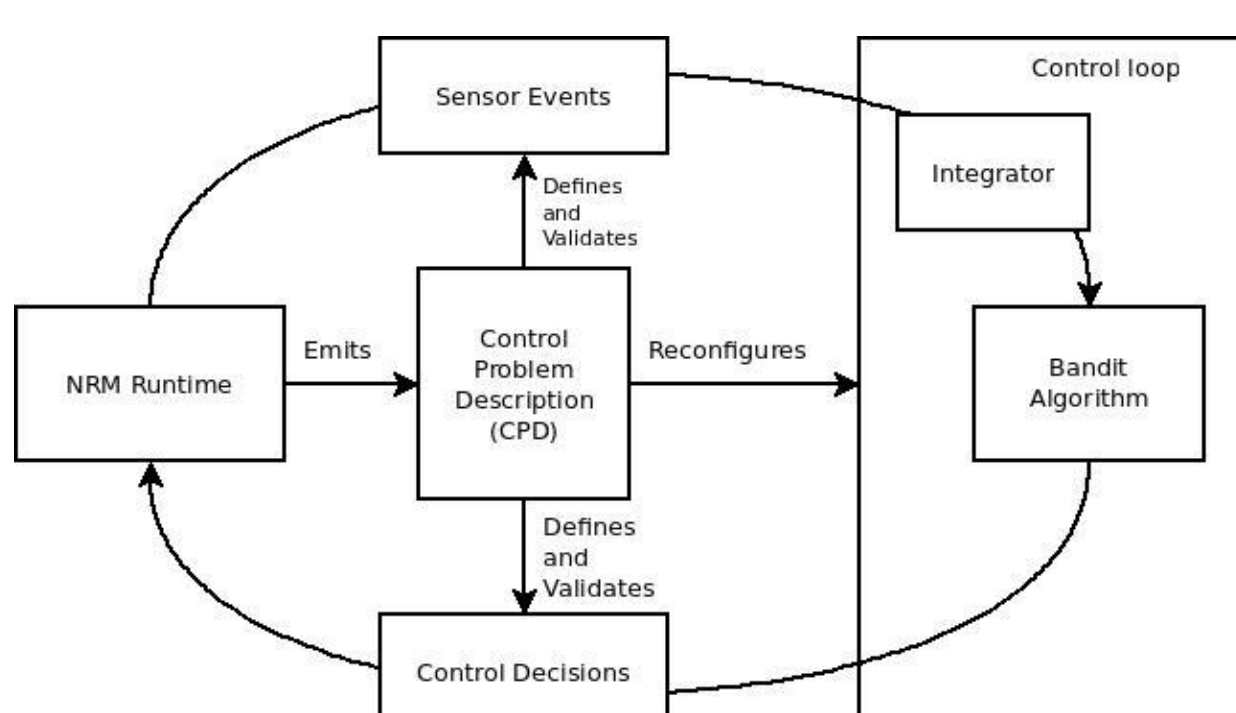 Control loop
Sensor Events
Integrator
Defines
and
Validates
NRM Runtime
Emits
Control
Problem
Description
(CPD)
Reconfigures
Bandit
Algorithm
Defines
and
Validates
Control Decisions